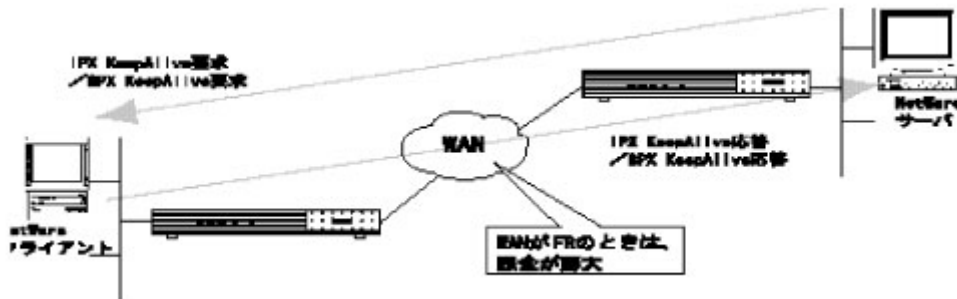 IPX KeepAlive要求
/SPX KeepAlive要求
NetWare
サーバ
WAN
IPX KeepAlive応答
/SPX KeepAlive応答
etWare
ライアント
WANがFRのときは、
課金が膨大